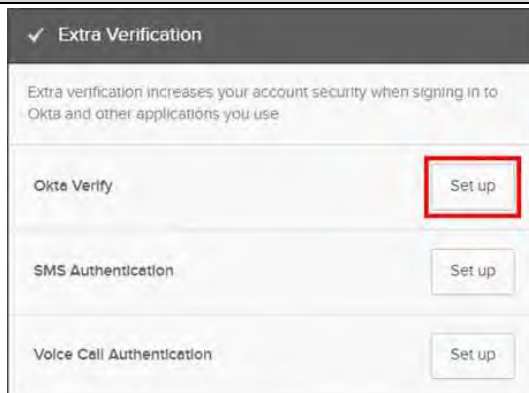 ✓ Extra Verification
Extra verification increases your account security when signing in to
Okta and other applications you use
Okta Verify
Set up
SMS Authentication
Set up
Voice Call Authentication
Set up